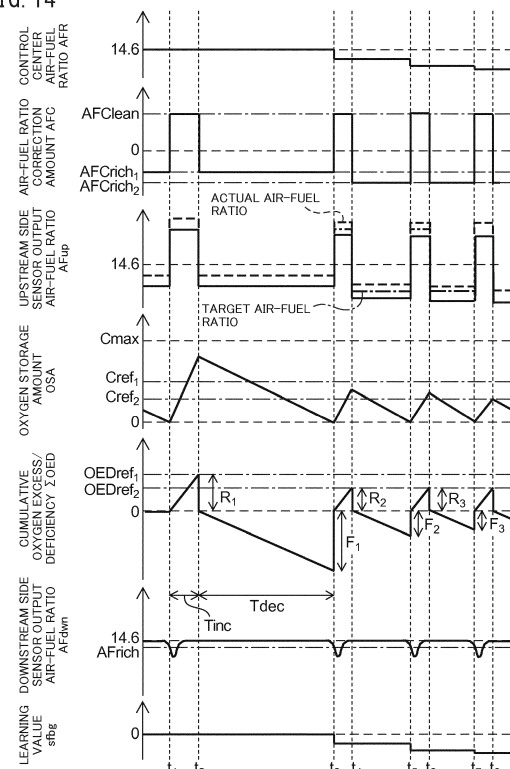 14
CONTROL
CENTER
AIR-FUEL
RATIO AFR
14.6
AIR-FUEL RATIO
CORRECTION
AMOUNT AFC
AFClean
0
AFCrich1
AFCrich2
UPSTREAM SIDE
SENSOR OUTPUT
AIR-FUEL RATIO
AFup
ACTUAL AIR-FUEL
RATIO
14.6
TARGET AIR-FUEL
RATIO
OXYGEN STORAGE
AMOUNT
OSA
Cmax
Cref1
Cref2
0
CUMULATIVE
OXYGEN EXCESS/
DEFICIENCY ΣOED
OEDref1
OEDref2
0
R1
R2
R3
F1
F2
F3
DOWNSTREAM SIDE
SENSOR OUTPUT
AIR-FUEL RATIO
AFdwn
Tinc
Tdec
14.6
AFrich
LEARNING
VALUE
sfbg
0